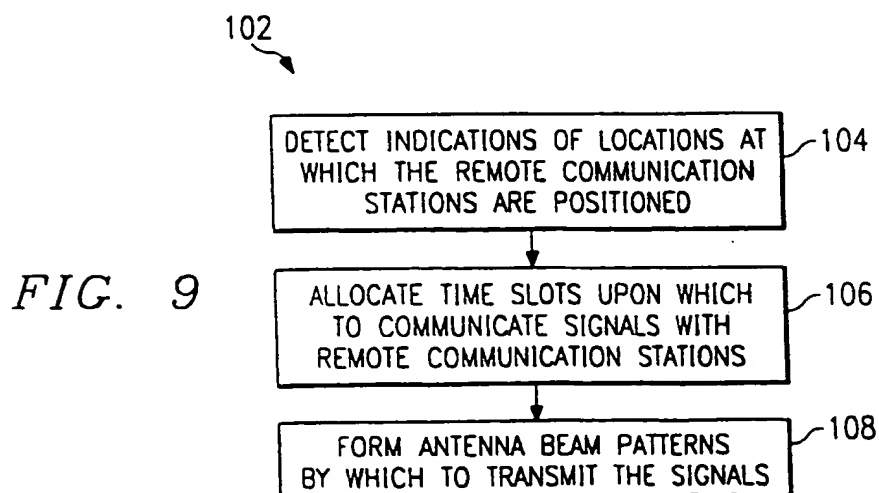 102
DETECT INDICATIONS OF LOCATIONS AT
WHICH THE REMOTE COMMUNICATION
STATIONS ARE POSITIONED
104
FIG. 9
ALLOCATE TIME SLOTS UPON WHICH
TO COMMUNICATE SIGNALS WITH
REMOTE COMMUNICATION STATIONS
106
FORM ANTENNA BEAM PATTERNS
BY WHICH TO TRANSMIT THE SIGNALS
108